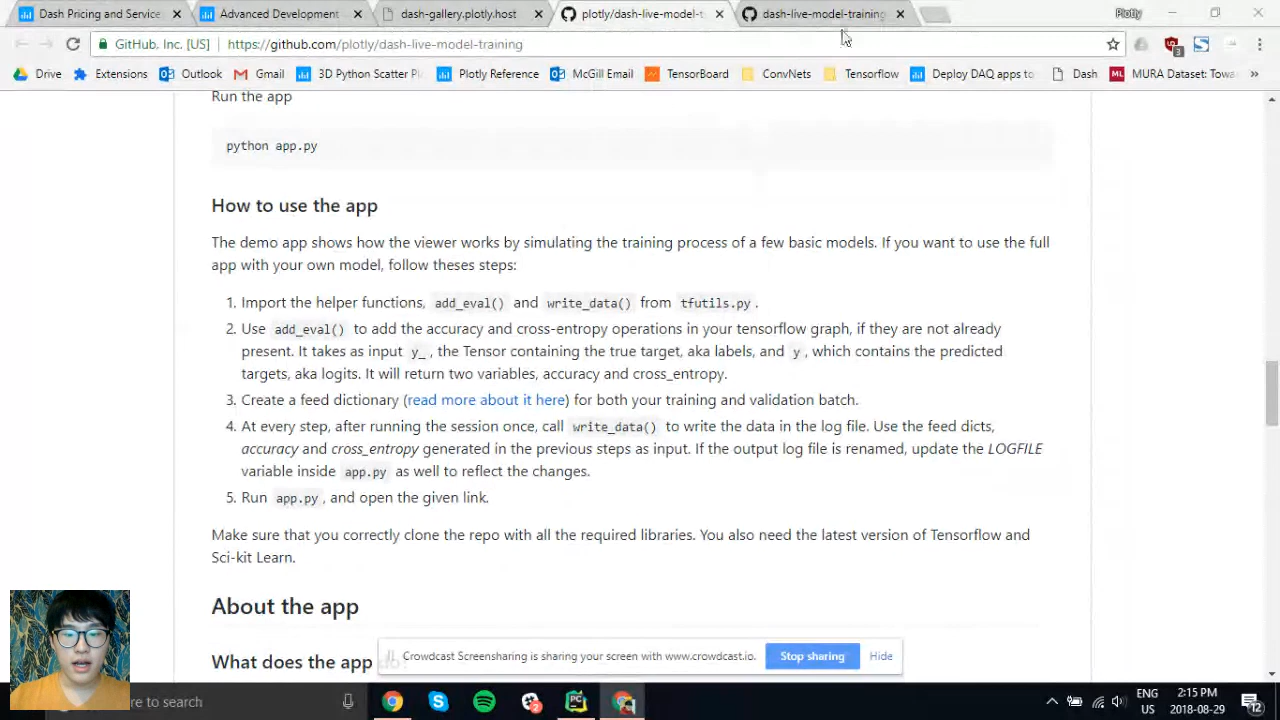 Dash Pricing and Service
Advanced Development
dash-gallery.plotly.host
plotly/dash-live-model-t
dash-live-model-training
Plotly
GitHub, Inc. [US]
https://github.com/plotly/dash-live-model-training
3
Drive
Extensions
Outlook
Gmail
3D Python Scatter Pl
Plotly Reference
McGill Email
TensorBoard
ConvNets
Tensorflow
Deploy DAQ apps to
Dash
MURA Dataset: Towa
»
Run the app
python app.py
How to use the app
The demo app shows how the viewer works by simulating the training process of a few basic models. If you want to use the full
app with your own model, follow theses steps:
1. Import the helper functions, add_eval() and write_data() from tfutils.py .
2. Use add_eval() to add the accuracy and cross-entropy operations in your tensorflow graph, if they are not already
present. It takes as input y_ , the Tensor containing the true target, aka labels, and y , which contains the predicted
targets, aka logits. It will return two variables, accuracy and cross_entropy.
3. Create a feed dictionary (read more about it here) for both your training and validation batch.
4. At every step, after running the session once, call write_data() to write the data in the log file. Use the feed dicts,
accuracy and cross_entropy generated in the previous steps as input. If the output log file is renamed, update the LOGFILE
variable inside app.py as well to reflect the changes.
5. Run app.py , and open the given link.
Make sure that you correctly clone the repo with all the required libraries. You also need the latest version of Tensorflow and
Sci-kit Learn.
About the app
What does the app
Crowdcast Screensharing is sharing your screen with www.crowdcast.io.
Stop sharing
Hide
re to search
PC
2
ENG
US
2:15 PM
2018-08-29
12